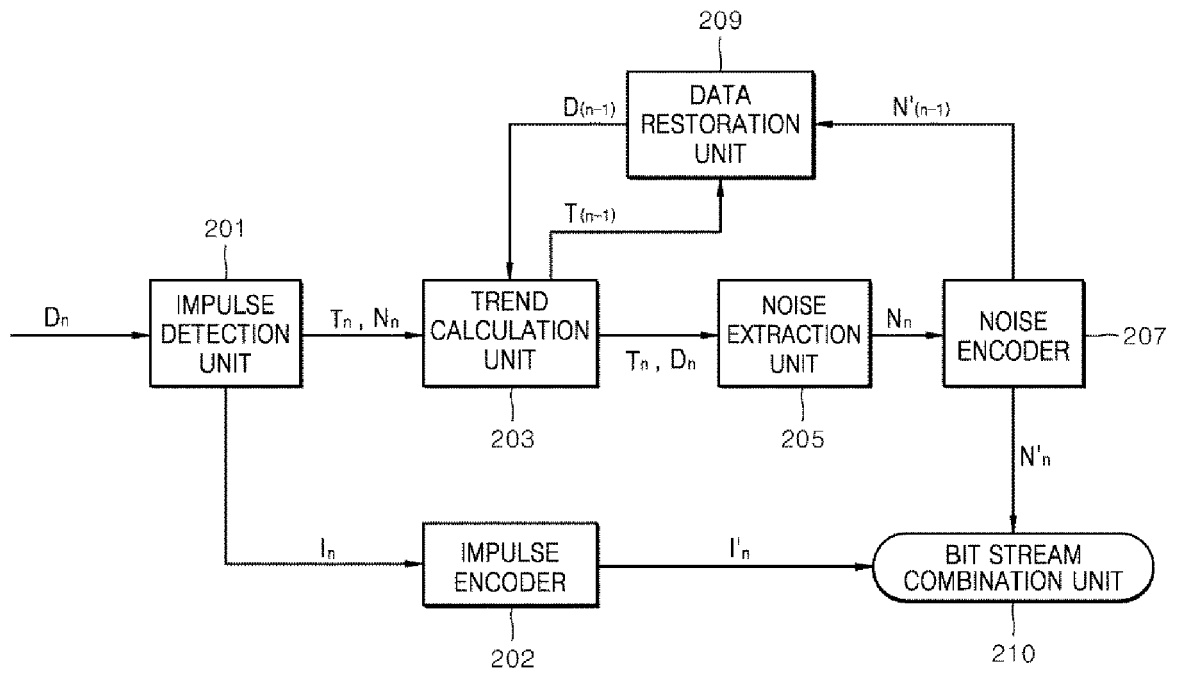 209
DATA
RESTORATION
UNIT
D(n-1)
N'(n-1)
T(n-1)
201
Dn
IMPULSE
DETECTION
UNIT
Tn , Nn
TREND
CALCULATION
UNIT
203
Tn , Dn
NOISE
EXTRACTION
UNIT
205
Nn
NOISE
ENCODER
207
N'n
In
IMPULSE
ENCODER
202
I'n
BIT STREAM
COMBINATION UNIT
210